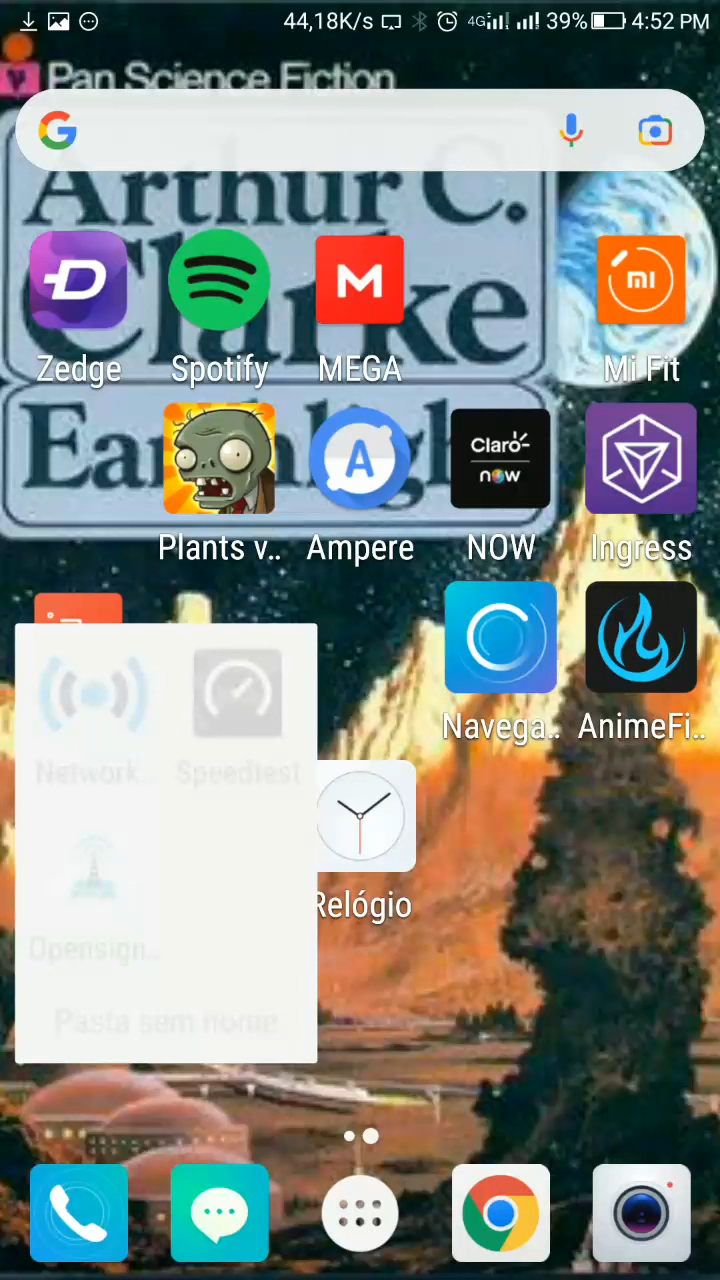 44,18K/s 4G 39% 4:52 PM
Pan Science Fiction
Arthur C.
Clarke
Zedge Spotify MEGA Mi Fit
Earthligh
Claro-
now
Plants v.. Ampere NOW Ingress
Navega.. AnimeFi..
Network.. Speedtest
Relógio
Opensign..
Pasta sem nome